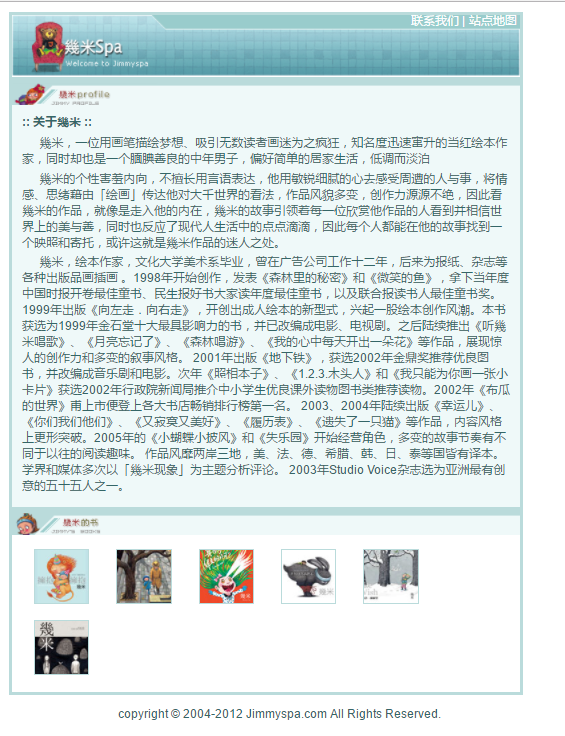 联系我们 | 站点地图
幾米Spa
Welcome to Jimmyspa
幾米profile
JIMMY PROFILE
:: 关于幾米 ::
幾米，一位用画笔描绘梦想、吸引无数读者画迷为之疯狂，知名度迅速窜升的当红绘本作
家，同时却也是一个腼腆善良的中年男子，偏好简单的居家生活，低调而淡泊
幾米的个性害羞内向，不擅长用言语表达，他用敏锐细腻的心去感受周遭的人与事，将情
感、思绪藉由「绘画」传达他对大千世界的看法，作品风貌多变，创作力源源不绝，因此看
幾米的作品，就像是走入他的内在，幾米的故事引领着每一位欣赏他作品的人看到并相信世
界上的美与善，同时也反应了现代人生活中的点点滴滴，因此每个人都能在他的故事找到一
个映照和寄托，或许这就是幾米作品的迷人之处。
幾米，绘本作家，文化大学美术系毕业，曾在广告公司工作十二年，后来为报纸、杂志等
各种出版品画插画 。1998年开始创作，发表《森林里的秘密》和《微笑的鱼》，拿下当年度
中国时报开卷最佳童书、民生报好书大家读年度最佳童书，以及联合报读书人最佳童书奖。
1999年出版《向左走．向右走》，开创出成人绘本的新型式，兴起一股绘本创作风潮。本书
获选为1999年金石堂十大最具影响力的书，并已改编成电影、电视剧。之后陆续推出《听幾
米唱歌》、《月亮忘记了》、《森林唱游》、《我的心中每天开出一朵花》等作品，展现惊
人的创作力和多变的叙事风格。 2001年出版《地下铁》，获选2002年金鼎奖推荐优良图
书，并改编成音乐剧和电影。次年《照相本子》、《1.2.3.木头人》和《我只能为你画一张小
卡片》获选2002年行政院新闻局推介中小学生优良课外读物图书类推荐读物。2002年《布瓜
的世界》甫上市便登上各大书店畅销排行榜第一名。 2003、2004年陆续出版《幸运儿》、
《你们我们他们》、《又寂寞又美好》、《履历表》、《遗失了一只猫》等作品，内容风格
上更形突破。2005年的《小蝴蝶小披风》和《失乐园》开始经营角色，多变的故事节奏有不
同于以往的阅读趣味。 作品风靡两岸三地，美、法、德、希腊、韩、日、泰等国皆有译本。
学界和媒体多次以「幾米现象」为主题分析评论。 2003年Studio Voice杂志选为亚洲最有创
意的五十五人之一。
幾米的书
JIMMY'S BOOKS
幾米
幾
米
copyright © 2004-2012 Jimmyspa.com All Rights Reserved.